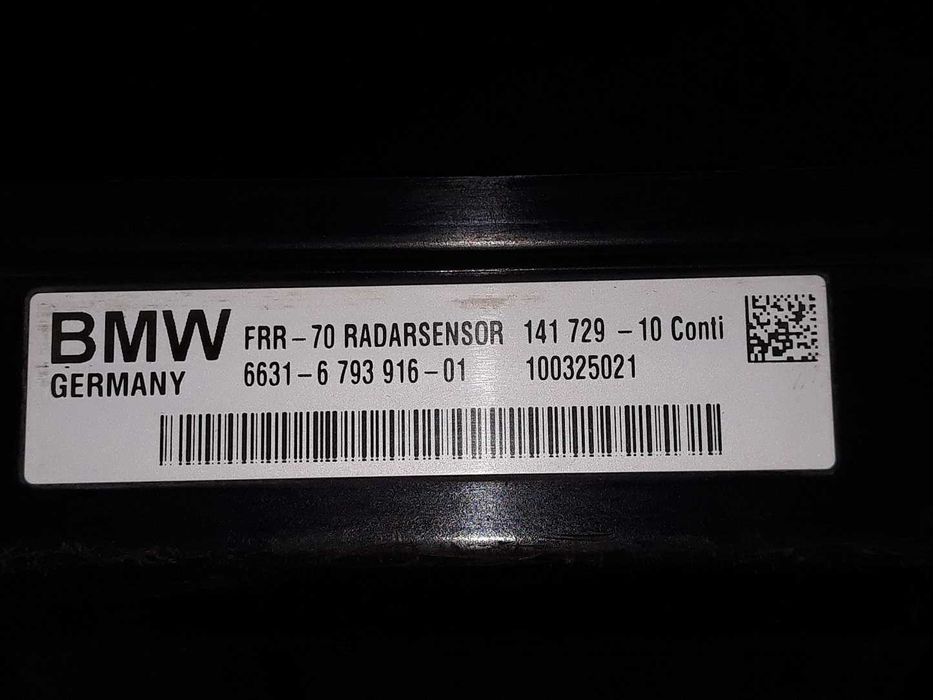 BMW FRR-70 RADARSENSOR 141 729 -10 Conti
GERMANY 6631-6 793 916-01 100325021